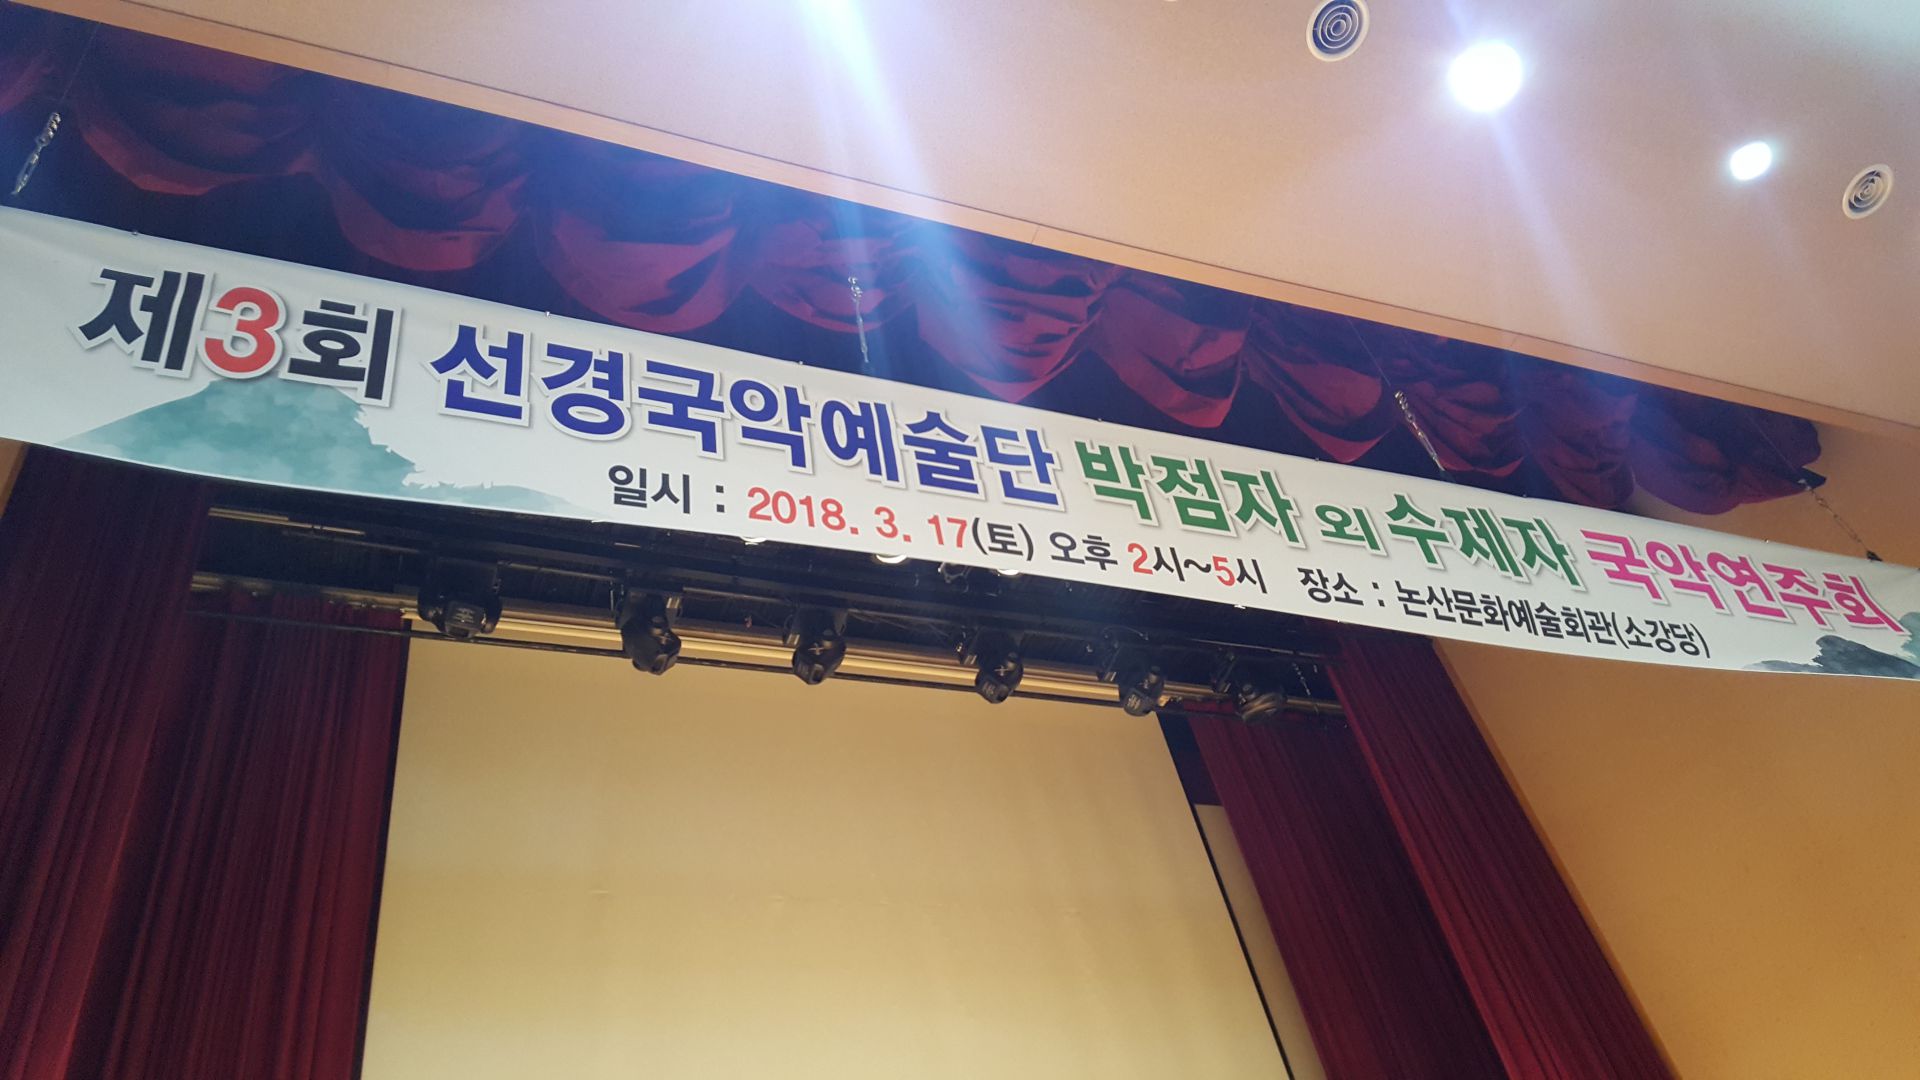 제3회 선경국악예술단 박점자 외 수제자 국악연주회
일시 : 2018. 3. 17(토) 오후 2시~5시 장소 : 논산문화예술회관(소강당)